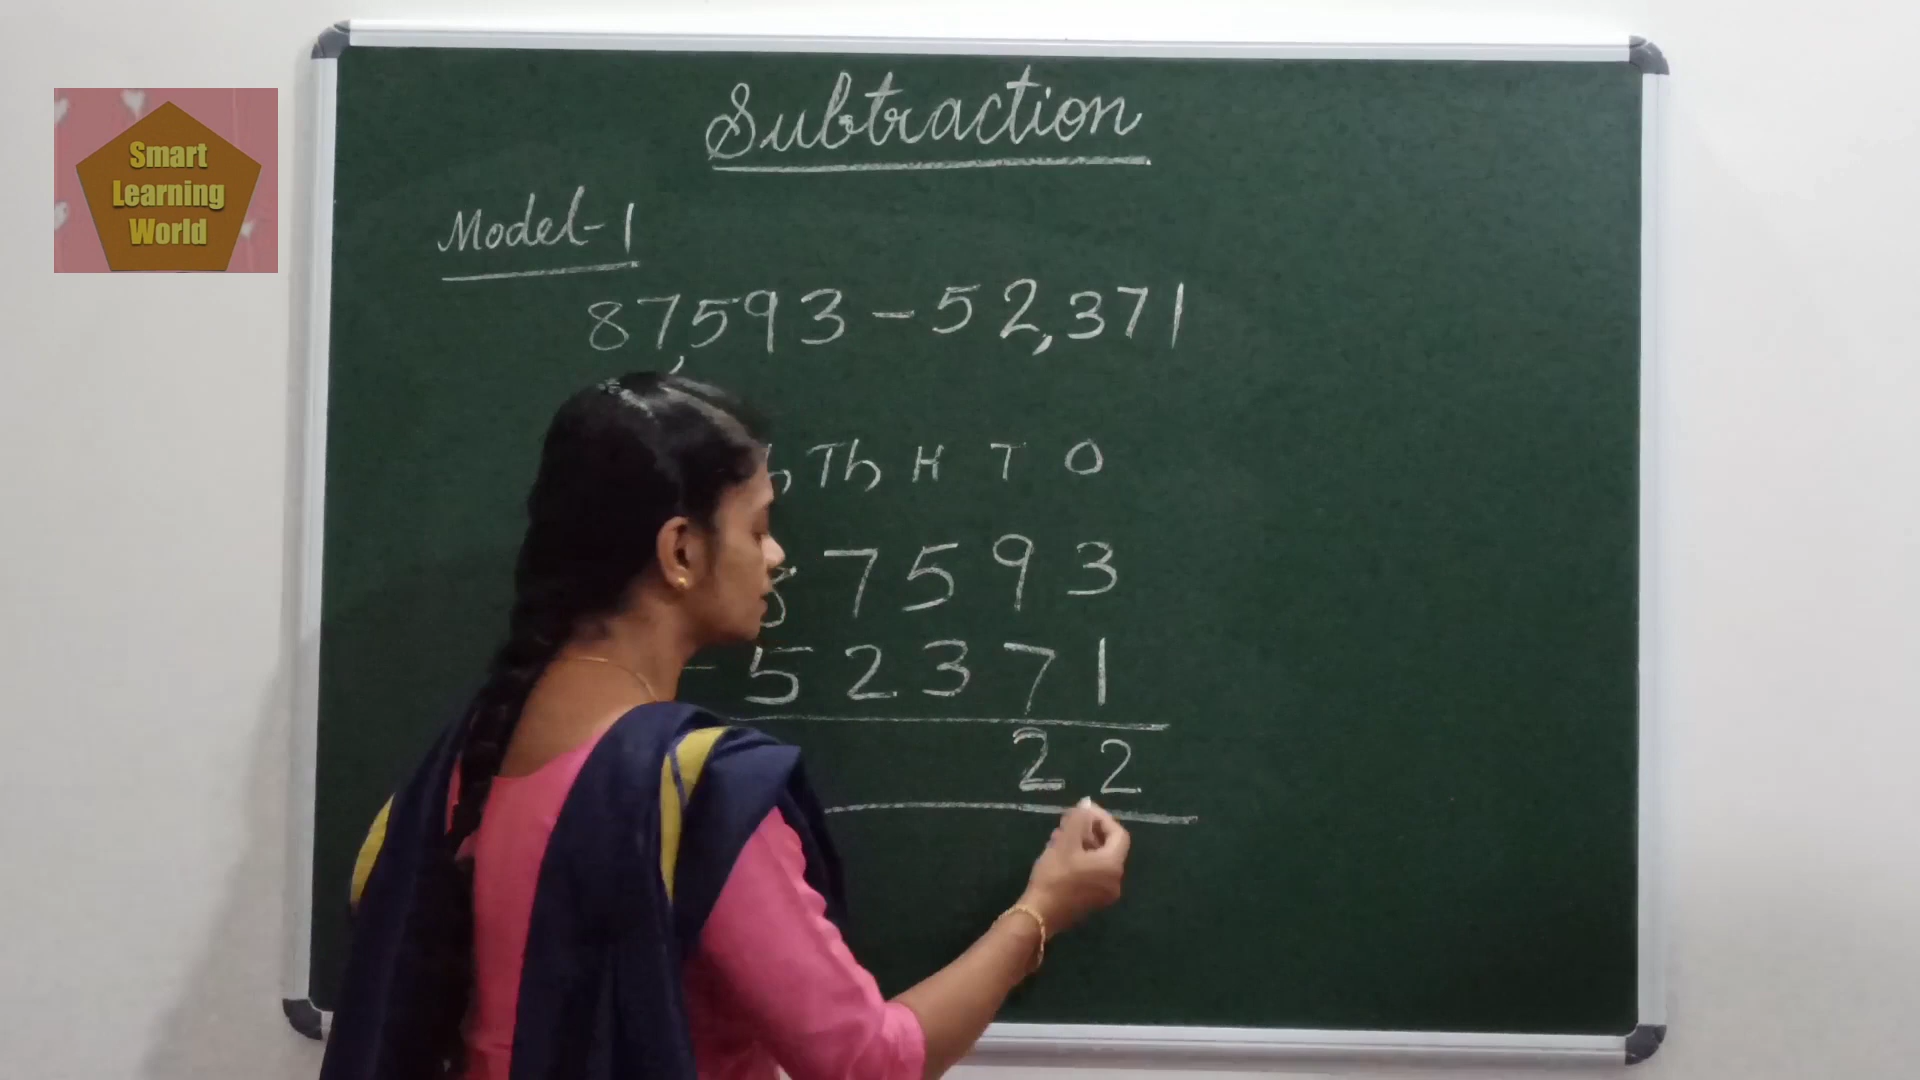 Smart
Learning
World
Subtraction
Model-1
87,593 - 52,371
Th H T O
7593
- 52371
22